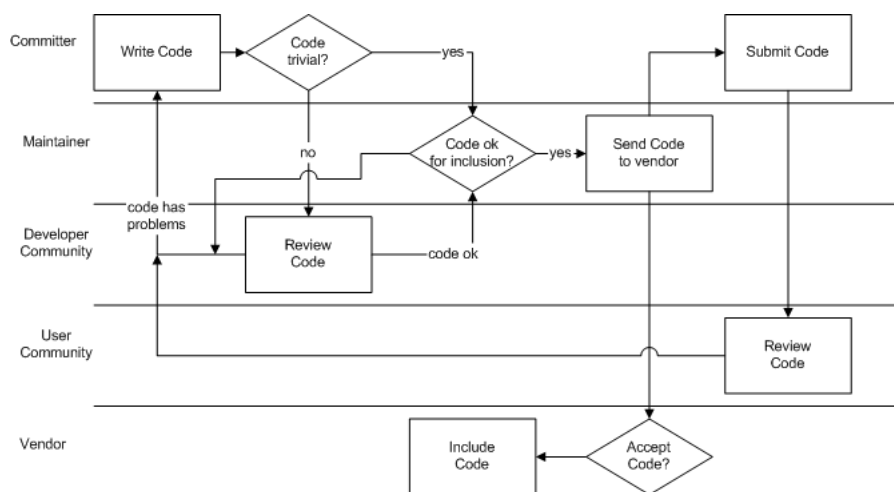 Committer
Write Code
Code
trivial?
yes
Submit Code
Maintainer
no
Code ok
for inclusion?
yes
Send Code
to vendor
code has
problems
Developer
Community
Review
Code
code ok
User
Community
Review
Code
Vendor
Include
Code
Accept
Code?